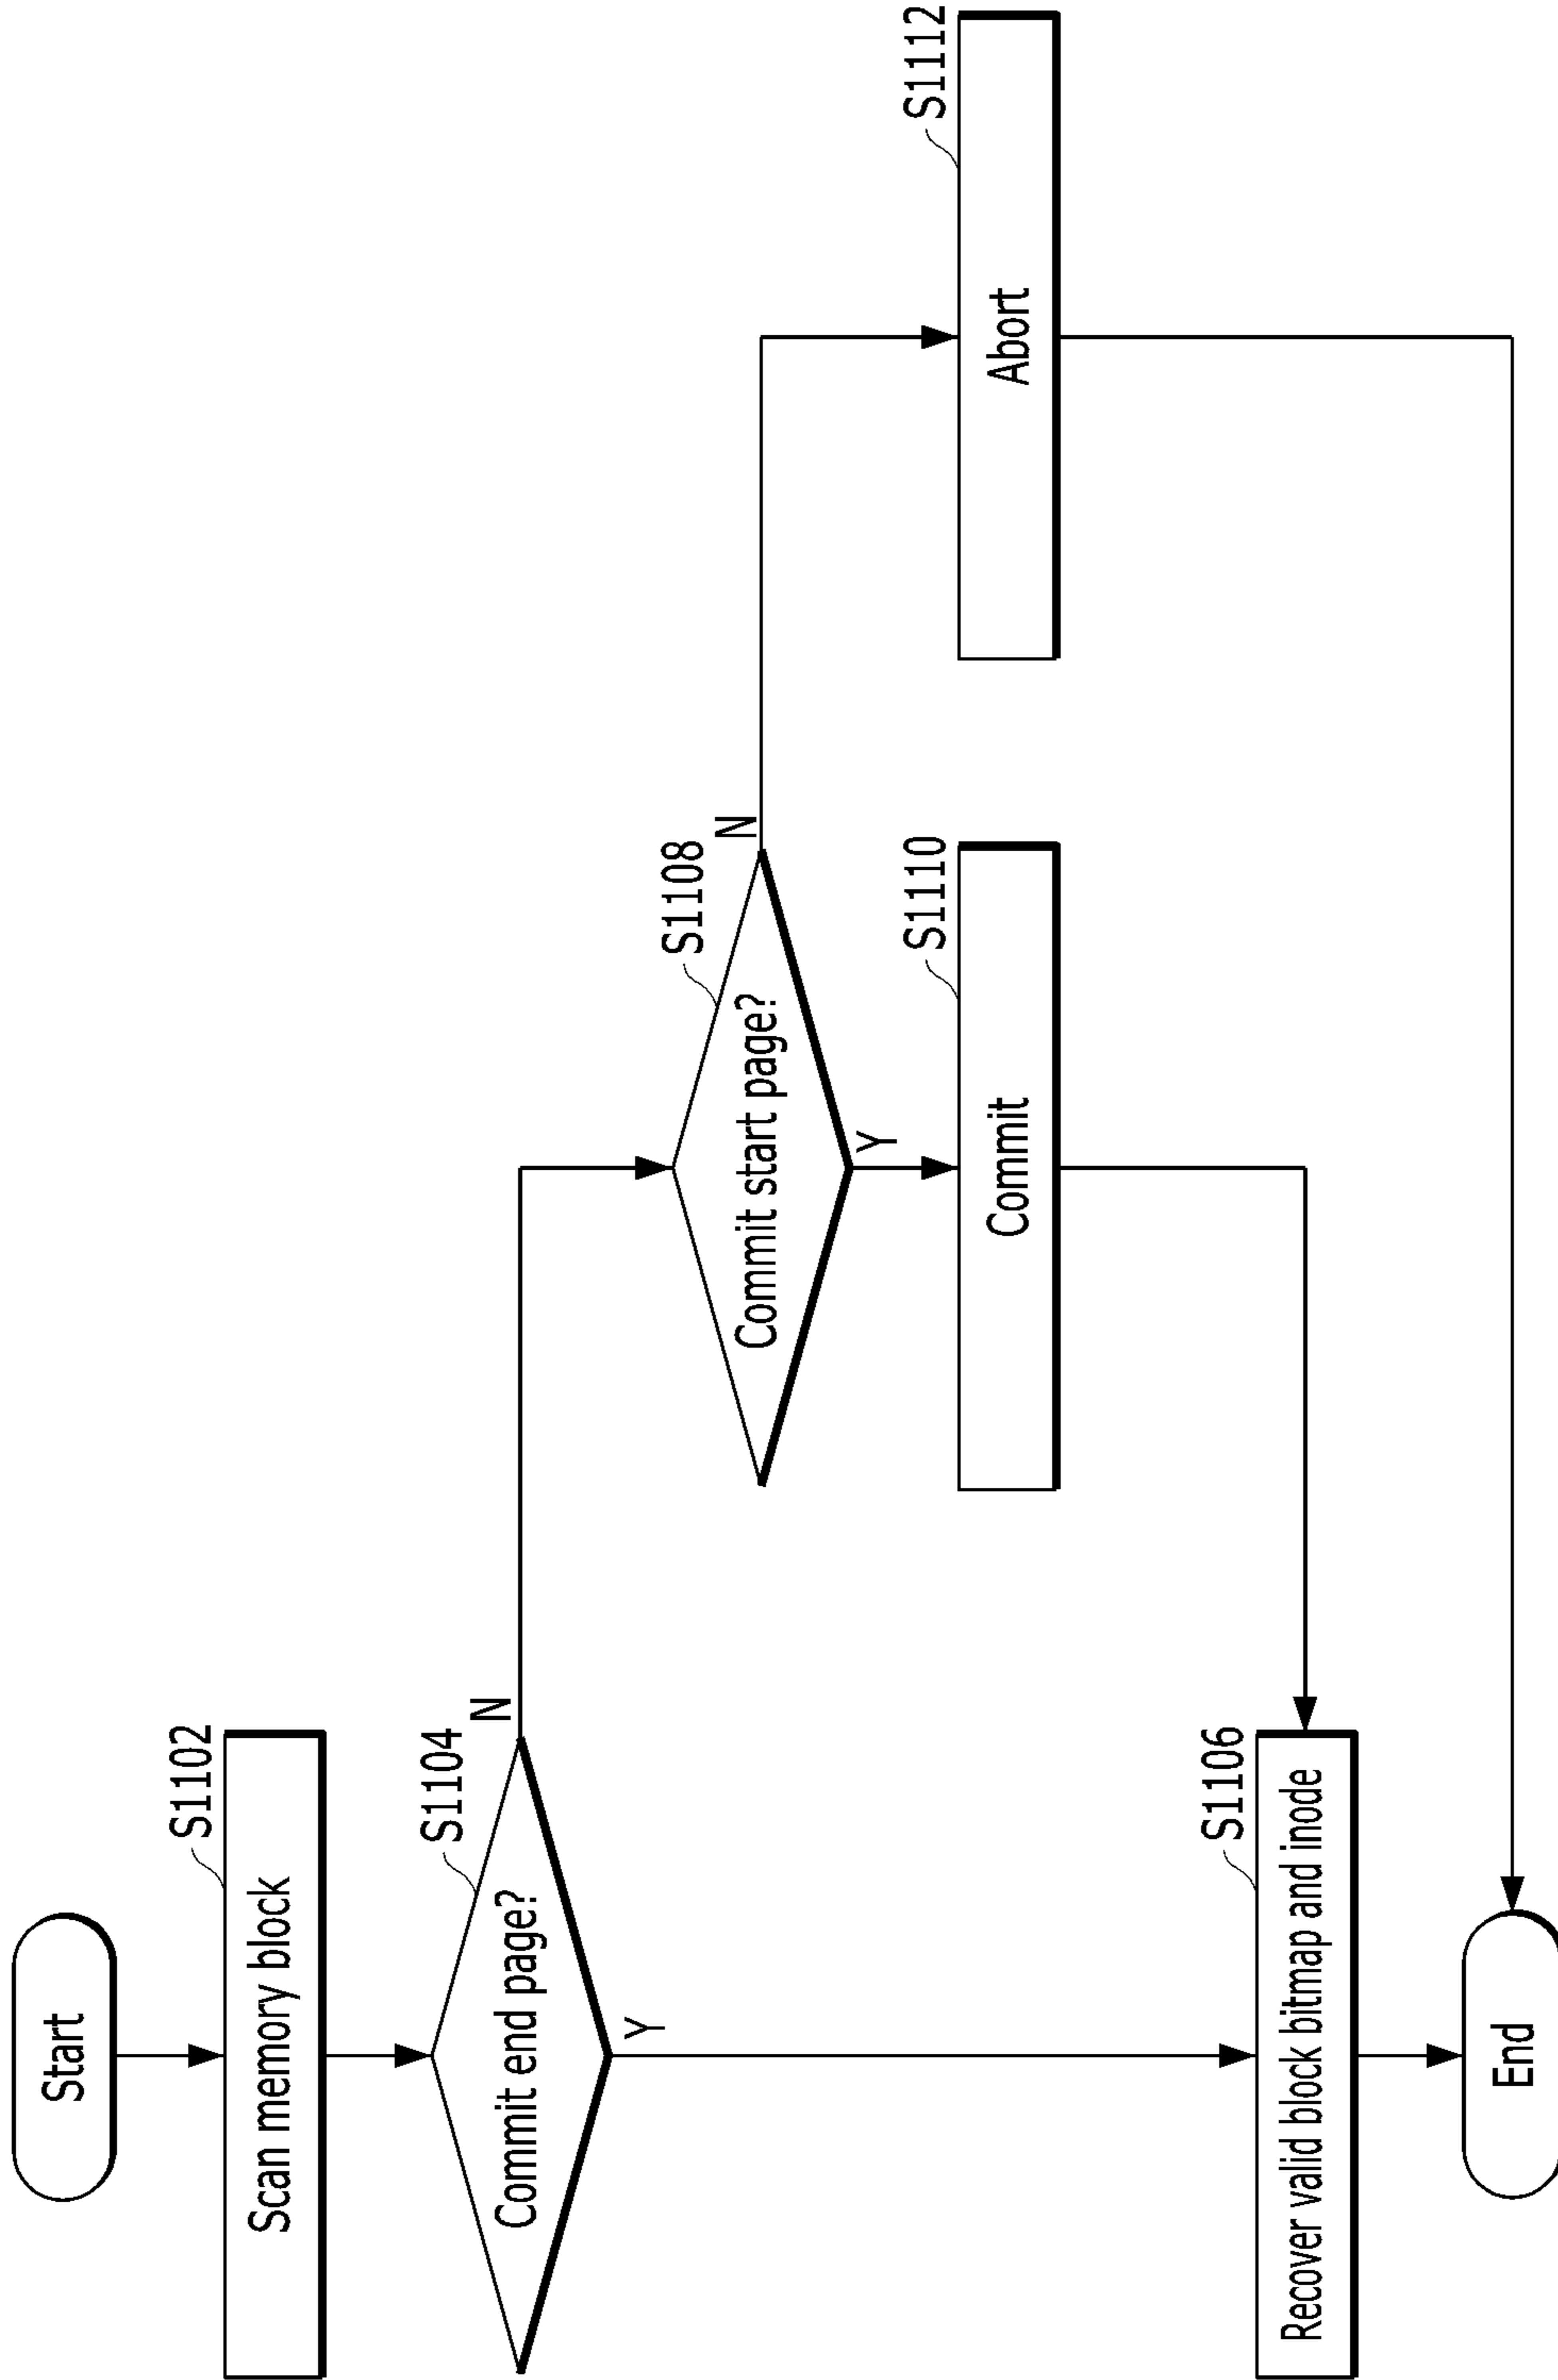 Start
S1102
Scan memory block
S1104
Commit end page?
N
Y
S1108
Commit start page?
N
Y
S1110
Commit
S1112
Abort
S1106
Recover valid block bitmap and inode
End